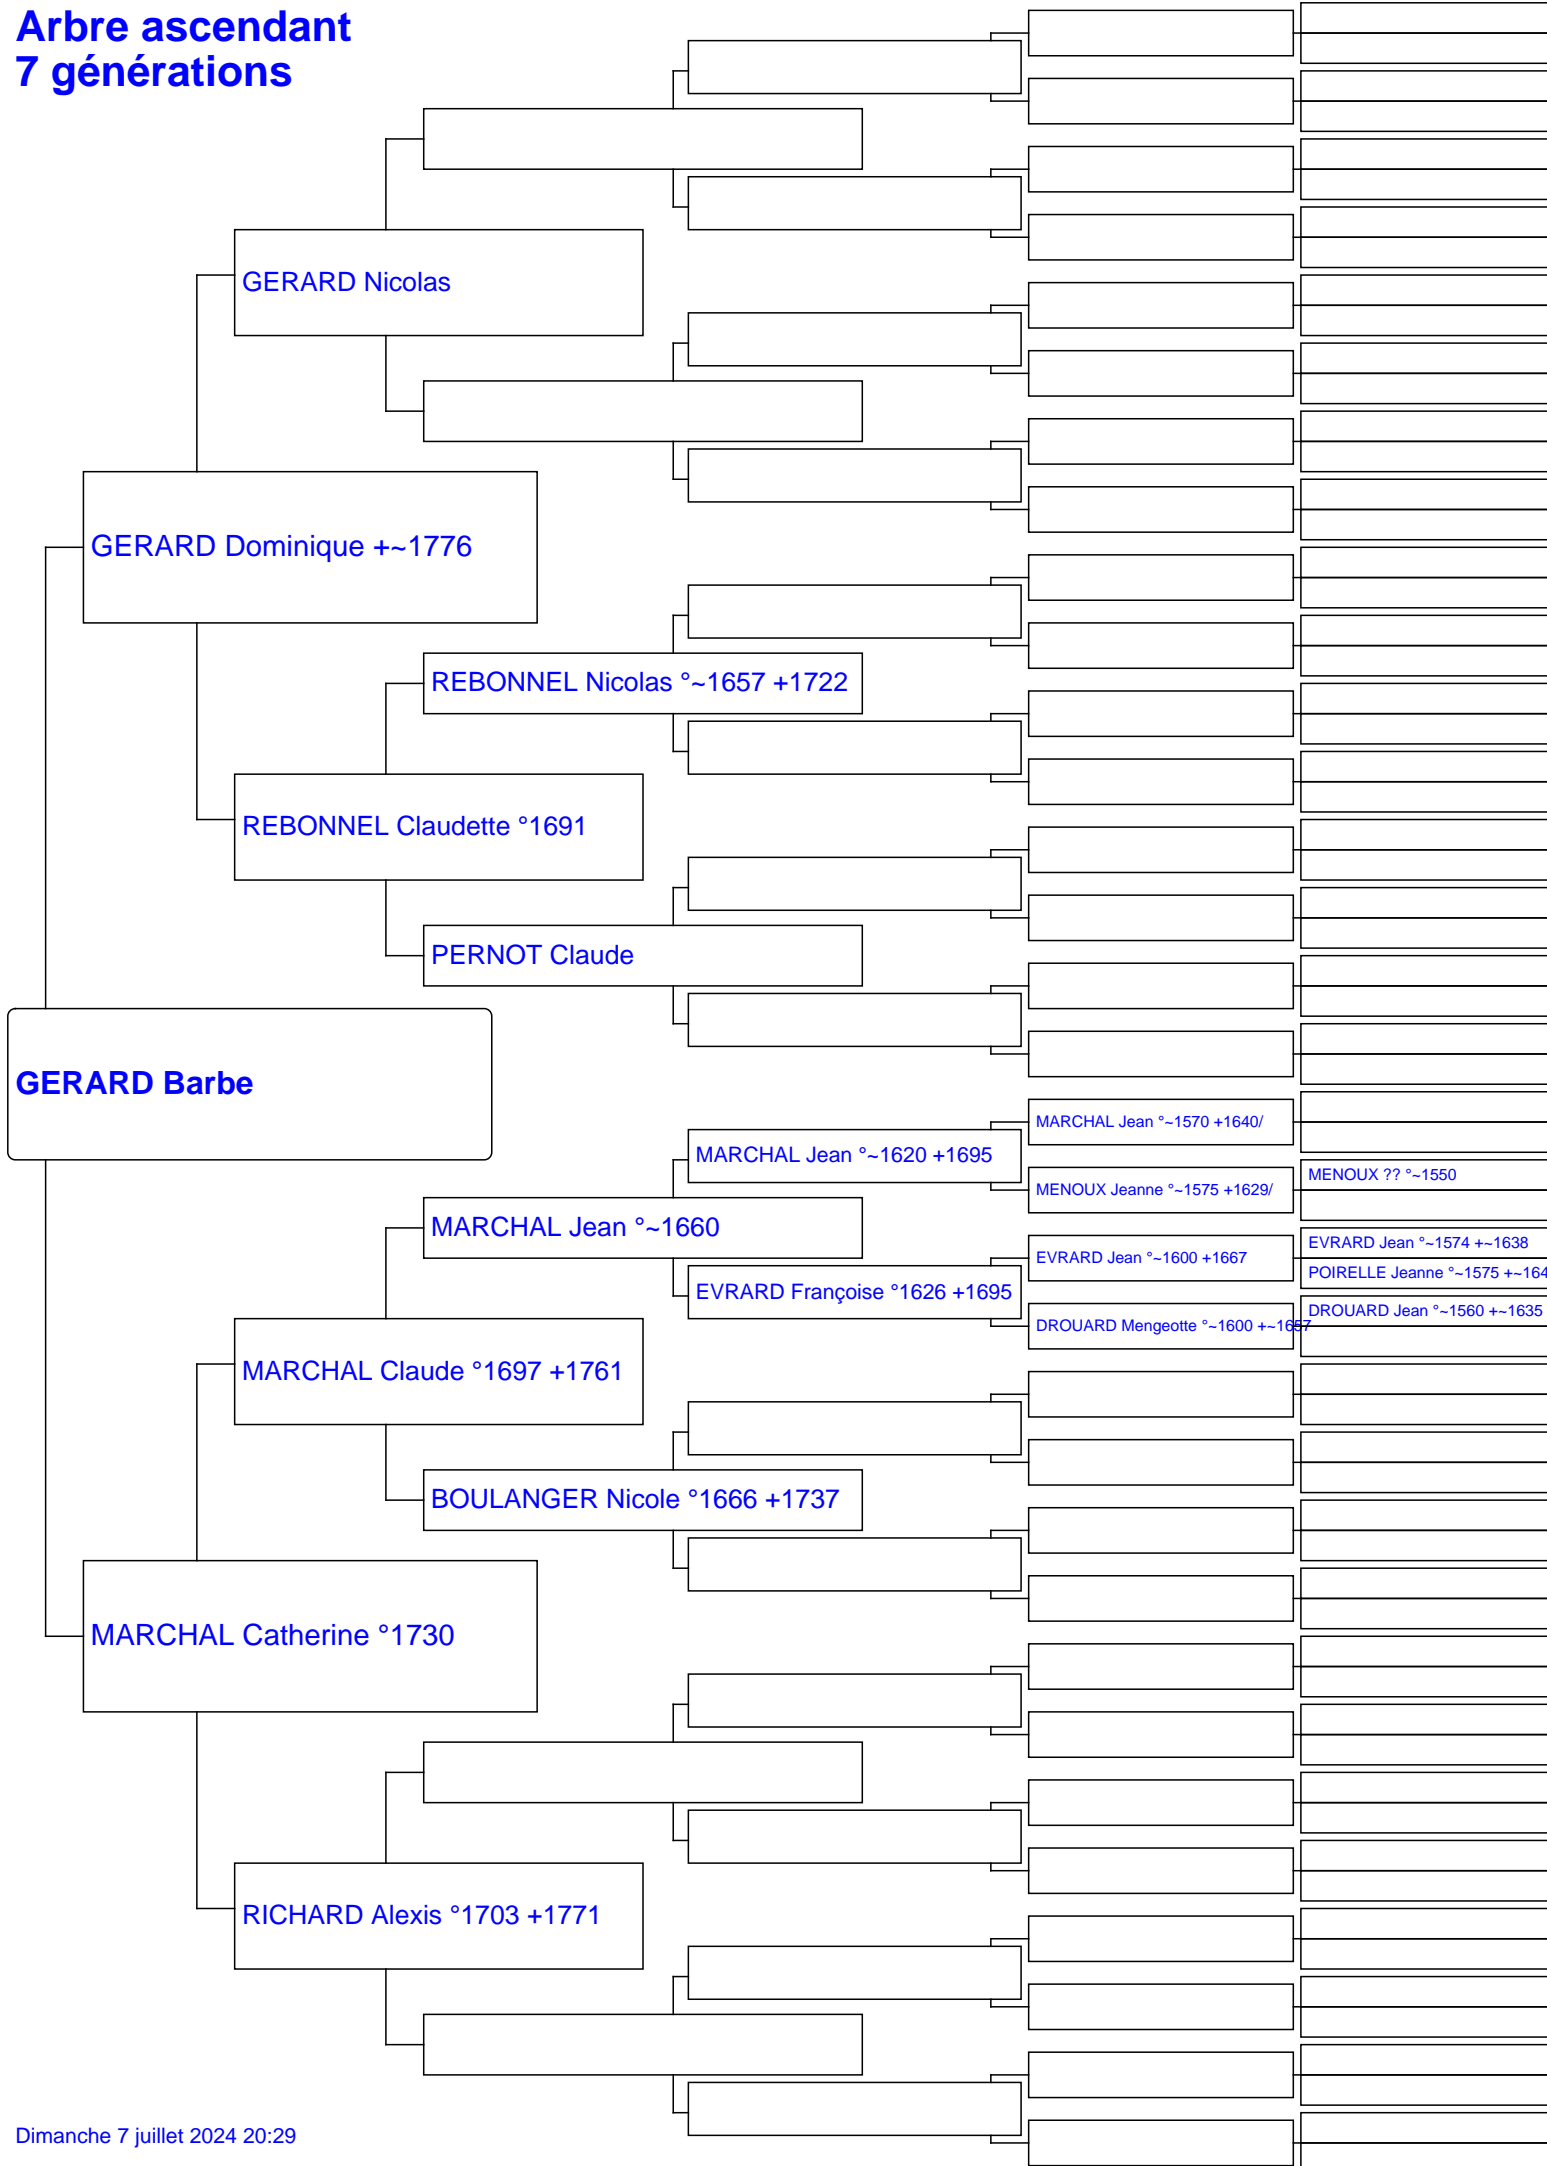 Arbre ascendant
7 générations
GERARD Nicolas
GERARD Dominique +~1776
REBONNEL Nicolas °~1657 +1722
REBONNEL Claudette °1691
PERNOT Claude
GERARD Barbe
MARCHAL Jean °~1570 +1640/
MARCHAL Jean °~1620 +1695
MENOUX ?? °~1550
MENOUX Jeanne °~1575 +1629/
MARCHAL Jean °~1660
EVRARD Jean °~1574 +~1638
EVRARD Jean °~1600 +1667
POIRELLE Jeanne °~1575 +~164
EVRARD Françoise °1626 +1695
DROUARD Jean °~1560 +~1635
DROUARD Mengeotte °~1600 +~1657
MARCHAL Claude °1697 +1761
BOULANGER Nicole °1666 +1737
MARCHAL Catherine °1730
RICHARD Alexis °1703 +1771
Dimanche 7 juillet 2024 20:29